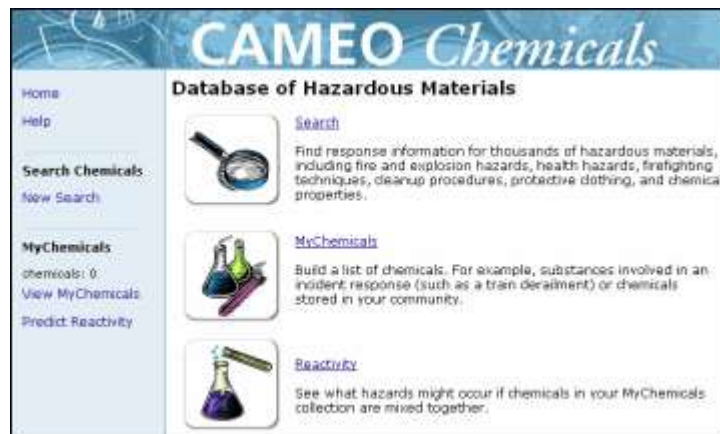 CAMEO Chemicals
Home
Help
Search Chemicals
New Search
MyChemicals
chemicals: 0
View MyChemicals
Predict Reactivity
Database of Hazardous Materials
Search
Find response information for thousands of hazardous materials,
including fire and explosion hazards, health hazards, firefighting
techniques, cleanup procedures, protective clothing, and chemica
properties.
MyChemicals
Build a list of chemicals. For example, substances involved in an
incident response (such as a train derailment) or chemicals
stored in your community.
Reactivity
See what hazards might occur if chemicals in your MyChemicals
collection are mixed together.